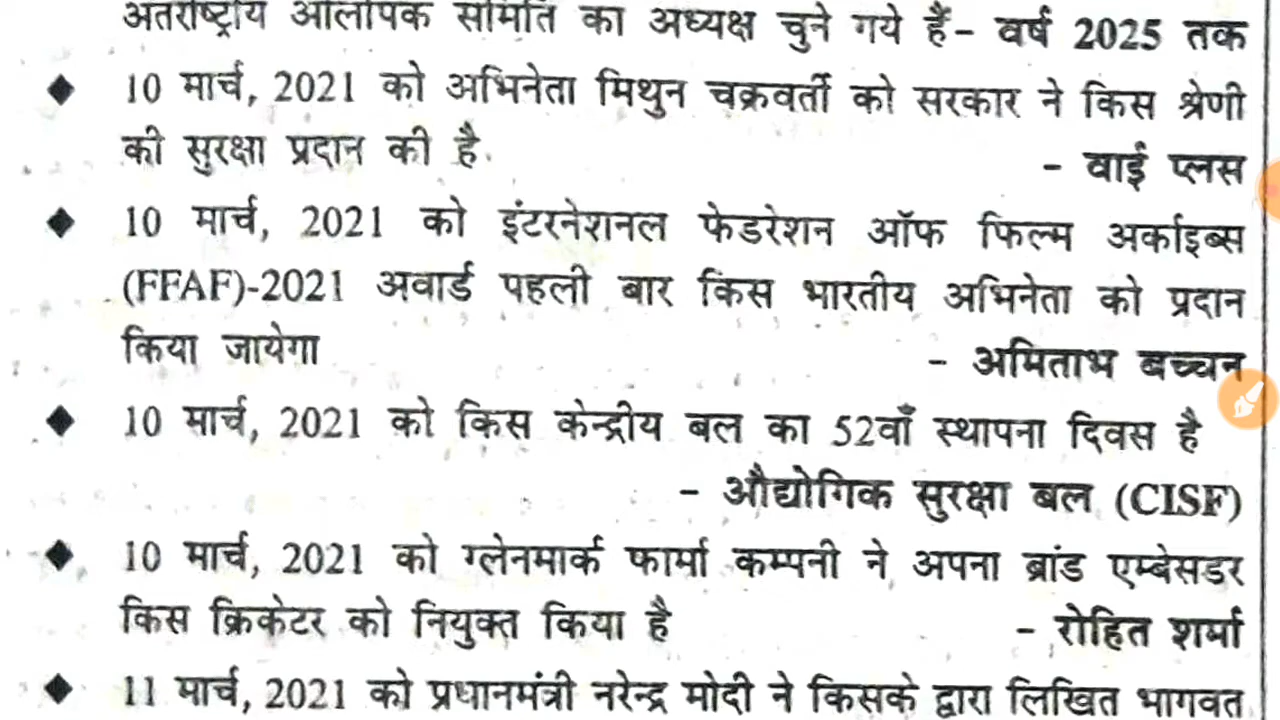 अंतर्राष्ट्रीय ओलंपिक समिति का अध्यक्ष चुने गये हैं- वर्ष 2025 तक
◆ 10 मार्च, 2021 को अभिनेता मिथुन चक्रवर्ती को सरकार ने किस श्रेणी
की सुरक्षा प्रदान की है - वाई प्लस
◆ 10 मार्च, 2021 को इंटरनेशनल फेडरेशन ऑफ फिल्म अर्काइब्स
(FFAF)-2021 अवार्ड पहली बार किस भारतीय अभिनेता को प्रदान
किया जायेगा - अमिताभ बच्चन
◆ 10 मार्च, 2021 को किस केन्द्रीय बल का 52वाँ स्थापना दिवस है
- औद्योगिक सुरक्षा बल (CISF)
◆ 10 मार्च, 2021 को ग्लेनमार्क फार्मा कम्पनी ने अपना ब्रांड एम्बेसडर
किस क्रिकेटर को नियुक्त किया है - रोहित शर्मा
◆ 11 मार्च, 2021 को प्रधानमंत्री नरेन्द्र मोदी ने किसके द्वारा लिखित भागवत